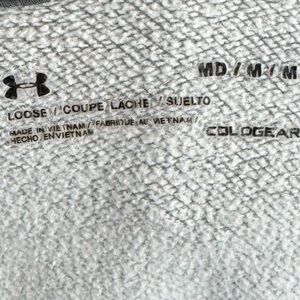 MD / M / M
LOOSE / COUPE LACHE / SUELTO
MADE IN VIETNAM / FABRIQUE AU VIETNAM /
HECHO EN VIETNAM
COLDGEAR